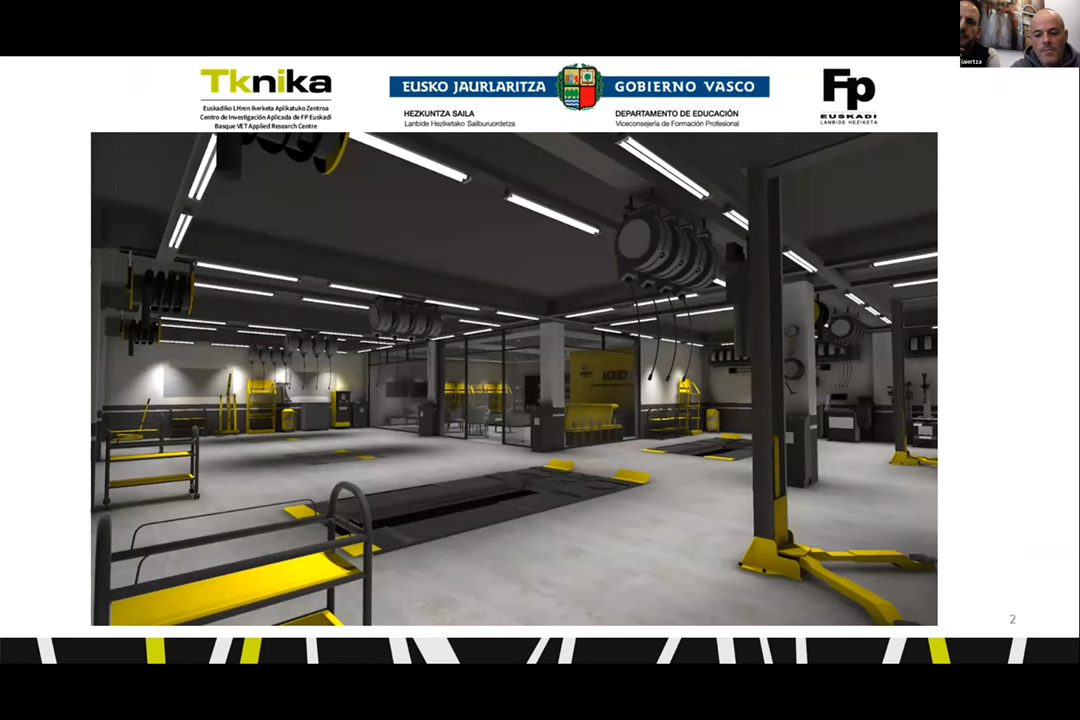 Tknika
Euskadiko LHren Ikerketa Aplikatuko Zentroa
Centro de Investigación Aplicada de FP Euskadi
Basque VET Applied Research Centre
EUSKO JAURLARITZA
GOBIERNO VASCO
HEZKUNTZA SAILA
Lanbide Heziketako Sailburuordetza
DEPARTAMENTO DE EDUCACIÓN
Viceconsejería de Formación Profesional
Fp
EUSKADI
LANBIDE HEZIKETA
LOGO
2